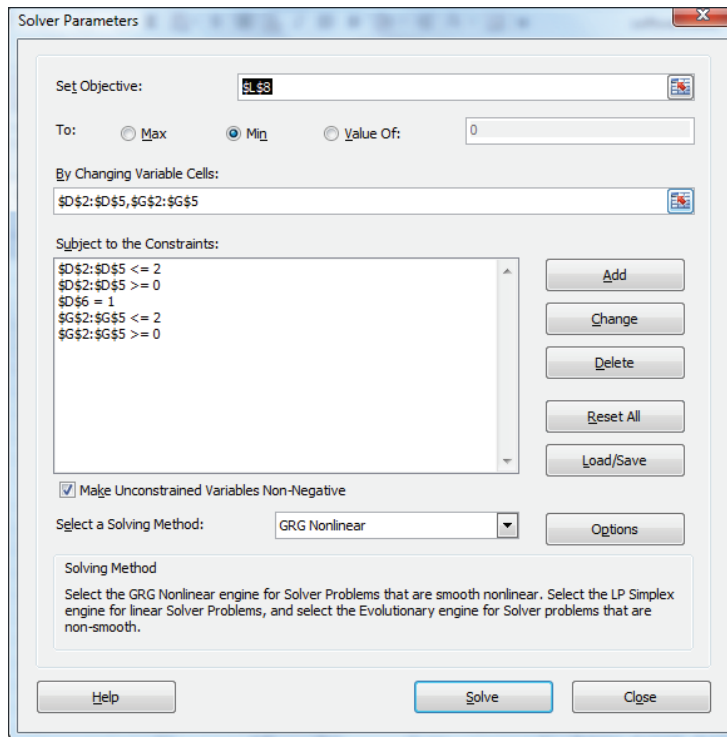 Solver Parameters
Set Objective:
$L$8
To:
Max
Min
Value Of:
0
By Changing Variable Cells:
$D$2:$D$5,$G$2:$G$5
Subject to the Constraints:
$D$2:$D$5 <= 2
$D$2:$D$5 >= 0
$D$6 = 1
$G$2:$G$5 <= 2
$G$2:$G$5 >= 0
Add
Change
Delete
Reset All
Load/Save
Make Unconstrained Variables Non-Negative
Select a Solving Method:
GRG Nonlinear
Options
Solving Method
Select the GRG Nonlinear engine for Solver Problems that are smooth nonlinear. Select the LP Simplex
engine for linear Solver Problems, and select the Evolutionary engine for Solver problems that are
non-smooth.
Help
Solve
Close